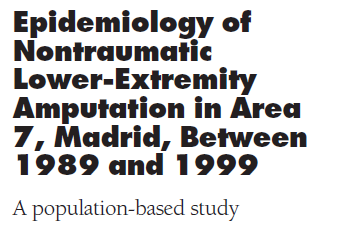 Epidemiology of
Nontraumatic
Lower-Extremity
Amputation in Area
7, Madrid, Between
1989 and 1999
A population-based study